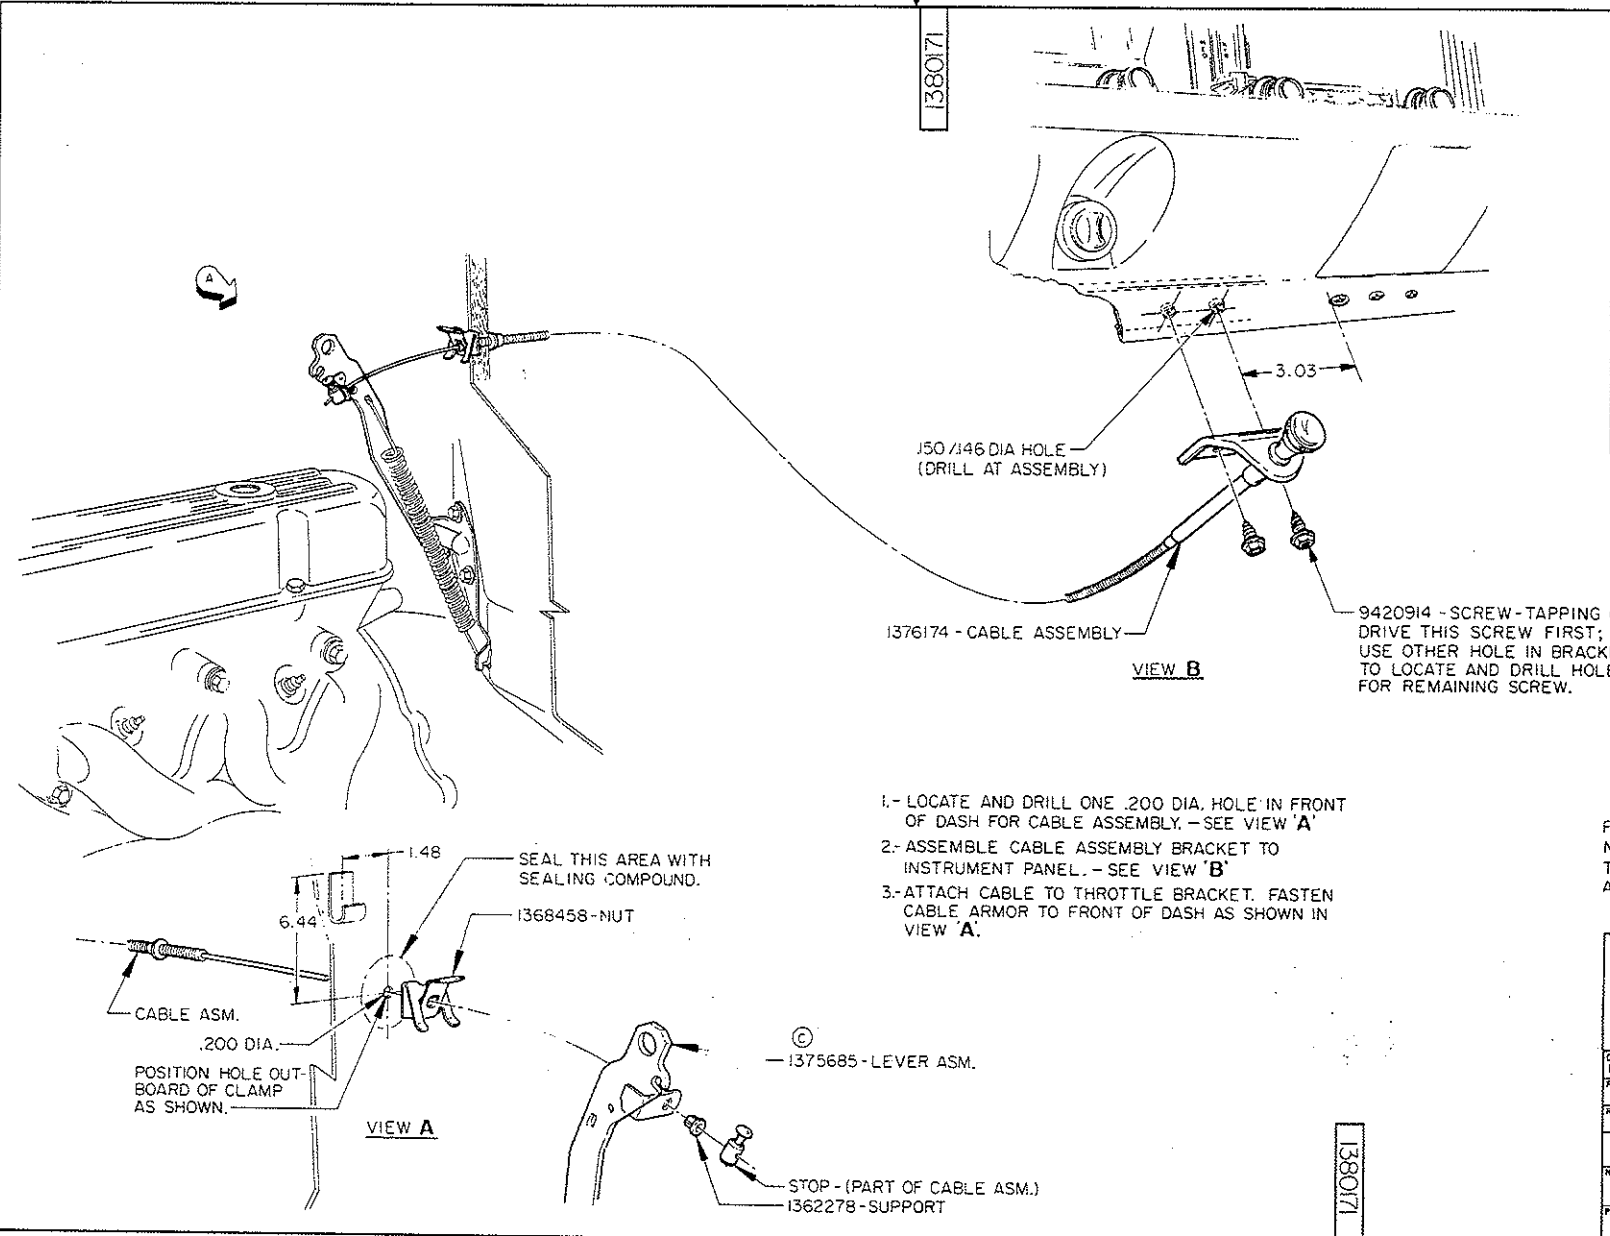 1380171
A
3.03
.150/.146 DIA HOLE
(DRILL AT ASSEMBLY)
1376174 - CABLE ASSEMBLY
VIEW B
9420914 - SCREW-TAPPING
DRIVE THIS SCREW FIRST;
USE OTHER HOLE IN BRACK
TO LOCATE AND DRILL HOLE
FOR REMAINING SCREW.
1.- LOCATE AND DRILL ONE .200 DIA. HOLE IN FRONT
OF DASH FOR CABLE ASSEMBLY. - SEE VIEW 'A'
2.- ASSEMBLE CABLE ASSEMBLY BRACKET TO
INSTRUMENT PANEL. - SEE VIEW 'B'
3.- ATTACH CABLE TO THROTTLE BRACKET. FASTEN
CABLE ARMOR TO FRONT OF DASH AS SHOWN IN
VIEW 'A'.
1.48
SEAL THIS AREA WITH
SEALING COMPOUND.
6.44
1368458-NUT
CABLE ASM.
.200 DIA.
POSITION HOLE OUT-
BOARD OF CLAMP
AS SHOWN.
VIEW A
C
1375685-LEVER ASM.
STOP-(PART OF CABLE ASM.)
1362278-SUPPORT
1380171